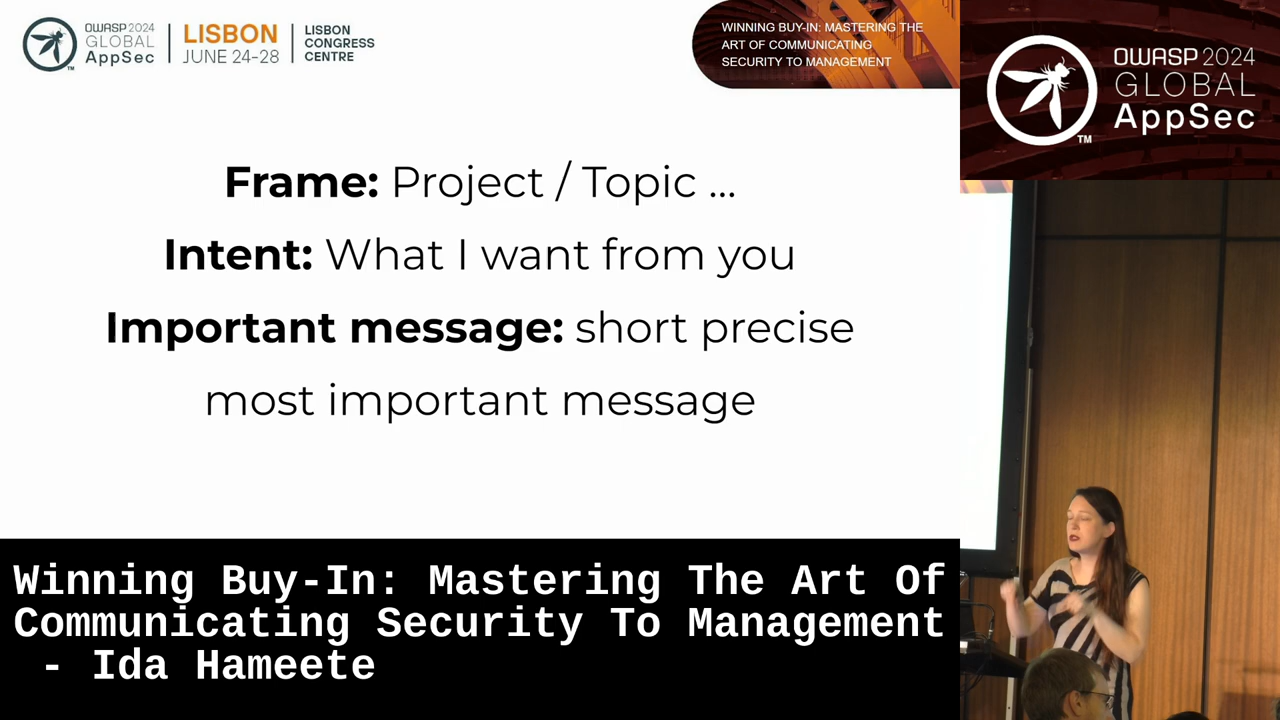 OWASP 2024
GLOBAL
AppSec
TM
LISBON
JUNE 24-28
LISBON
CONGRESS
CENTRE
WINNING BUY-IN: MASTERING THE
ART OF COMMUNICATING
SECURITY TO MANAGEMENT
OWASP 2024
GLOBAL
AppSec
TM
Frame: Project / Topic ...
Intent: What I want from you
Important message: short precise
most important message
Winning Buy-In: Mastering The Art Of
Communicating Security To Management
- Ida Hameete